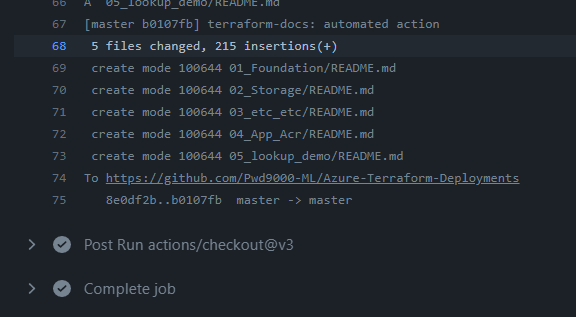 66 A 05_lookup_demo/README.md
67 [master b0107fb] terraform-docs: automated action
68 5 files changed, 215 insertions(+)
69 create mode 100644 01_Foundation/README.md
70 create mode 100644 02_Storage/README.md
71 create mode 100644 03_etc_etc/README.md
72 create mode 100644 04_App_Acr/README.md
73 create mode 100644 05_lookup_demo/README.md
74 To https://github.com/Pwd9000-ML/Azure-Terraform-Deployments
75 8e0df2b..b0107fb master -> master
Post Run actions/checkout@v3
Complete job